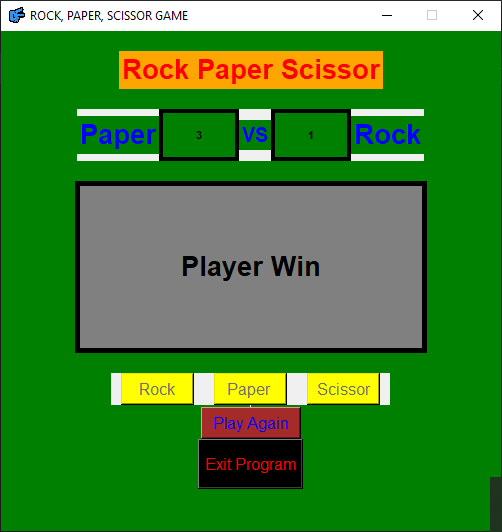 ROCK, PAPER, SCISSOR GAME
Rock Paper Scissor
Paper 3 VS 1 Rock
Player Win
Rock Paper Scissor
Play Again
Exit Program